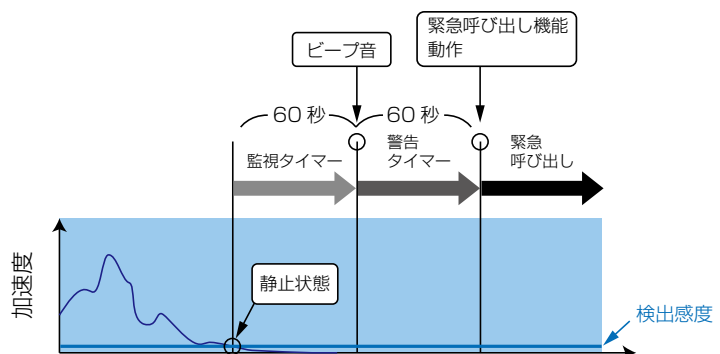 緊急呼び出し機能
動作
ビープ音
60 秒
60 秒
監視タイマー
警告
タイマー
緊急
呼び出し
加速度
静止状態
検出感度